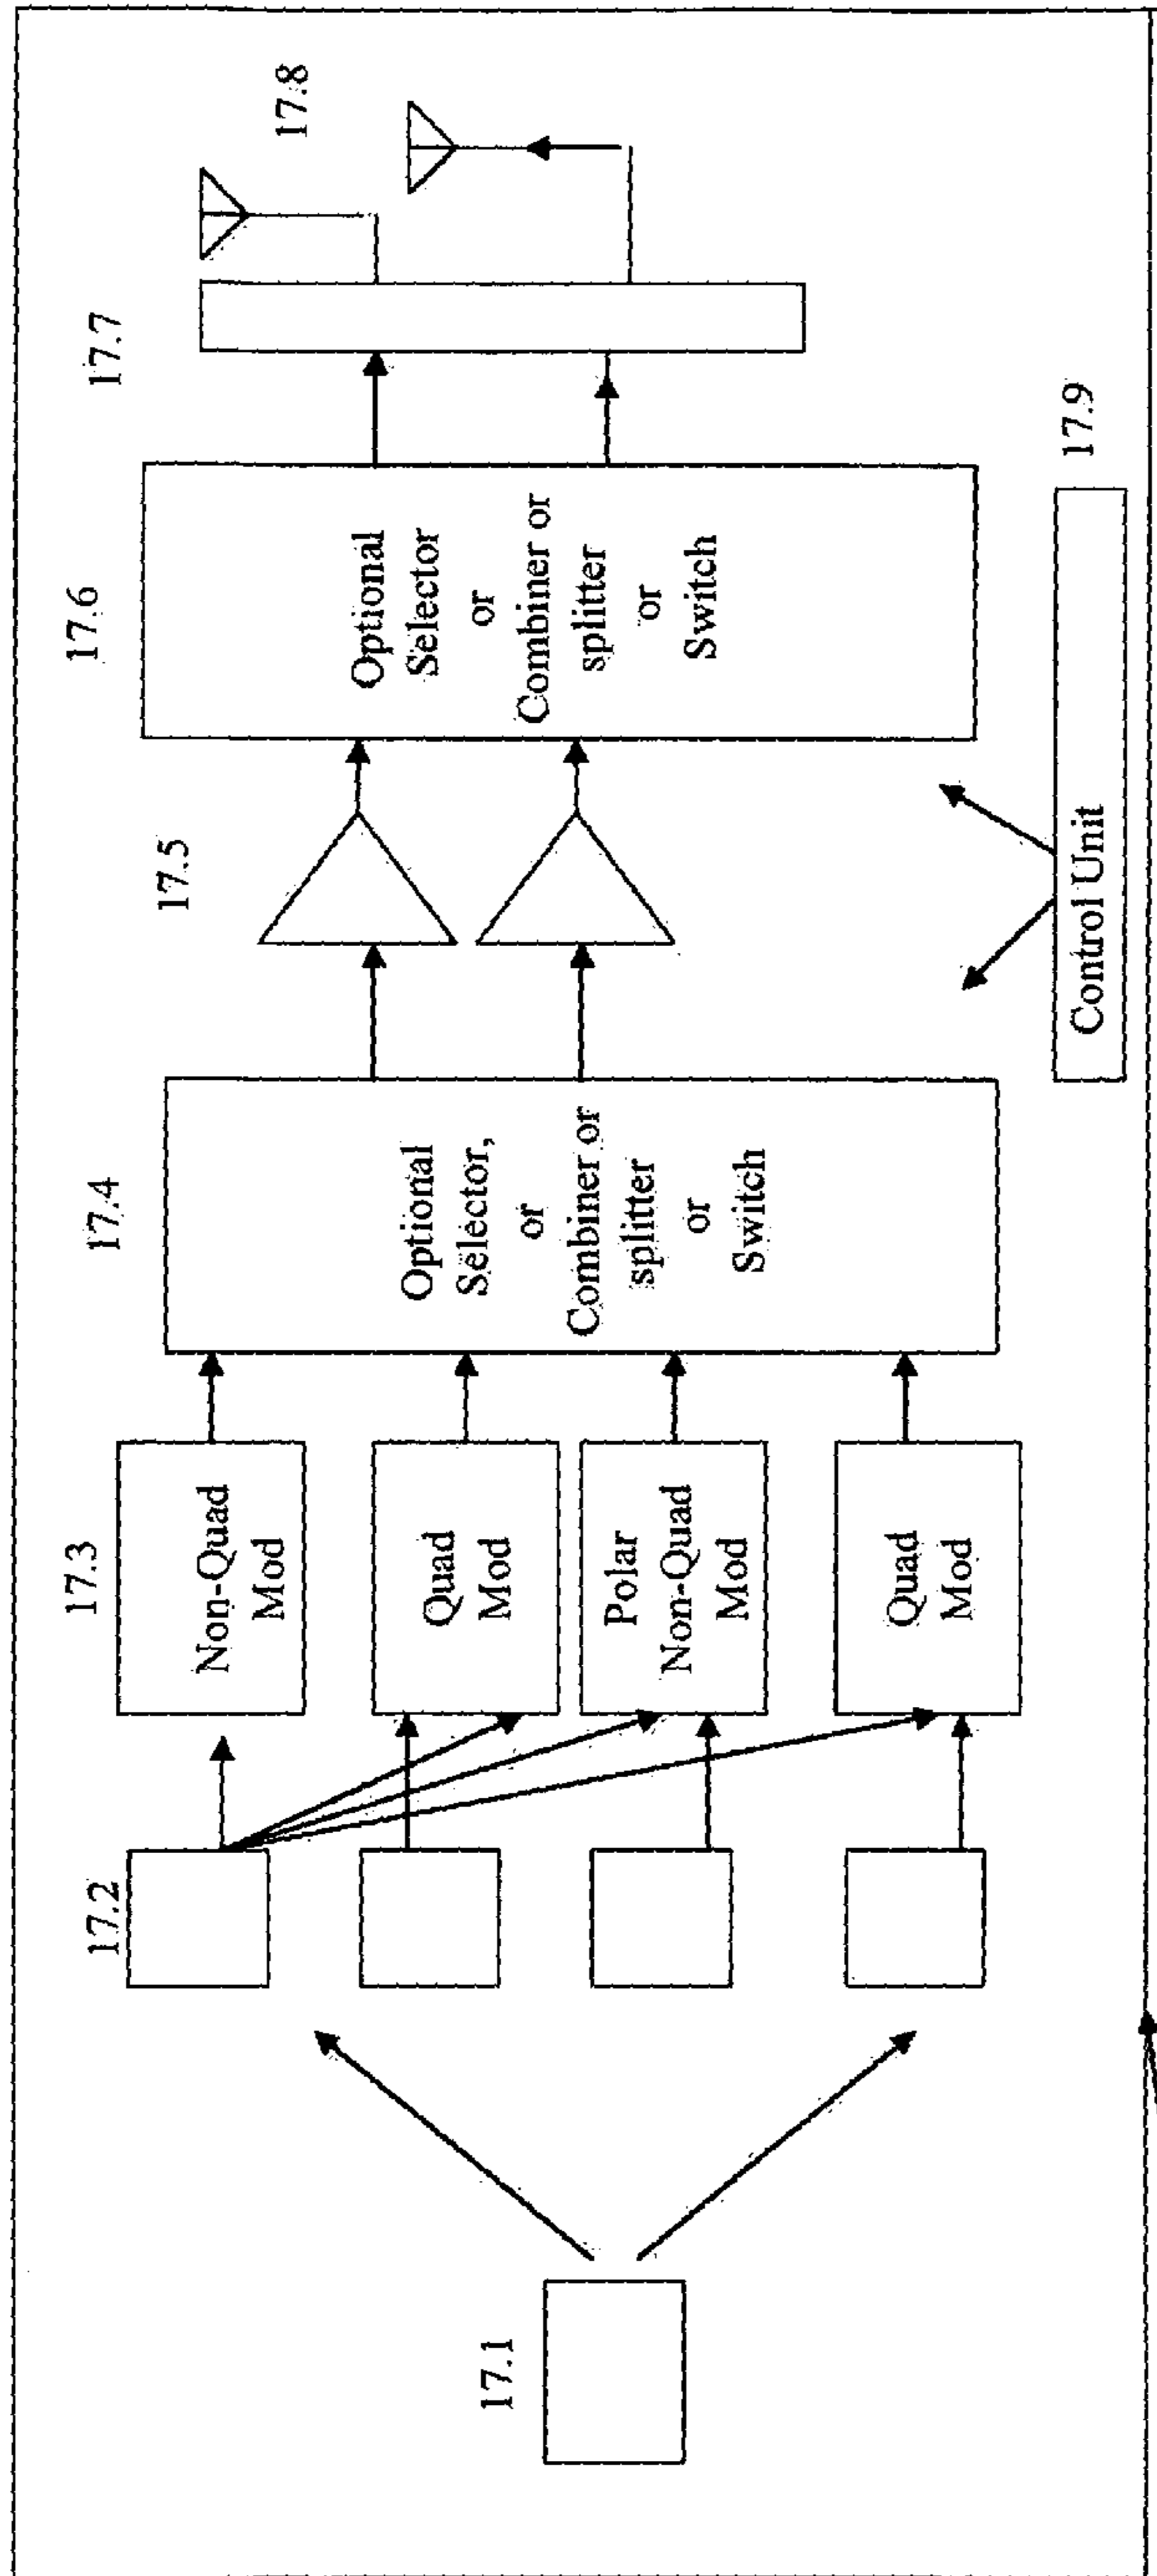 17.1
17.2
17.3
Non-Quad
Mod
Quad
Mod
Polar
Non-Quad
Mod
Quad
Mod
17.4
Optional
Selector,
or
Combiner or
splitter
or
Switch
17.5
17.6
Optional
Selector
or
Combiner or
splitter
or
Switch
17.7
17.8
Control Unit
17.9